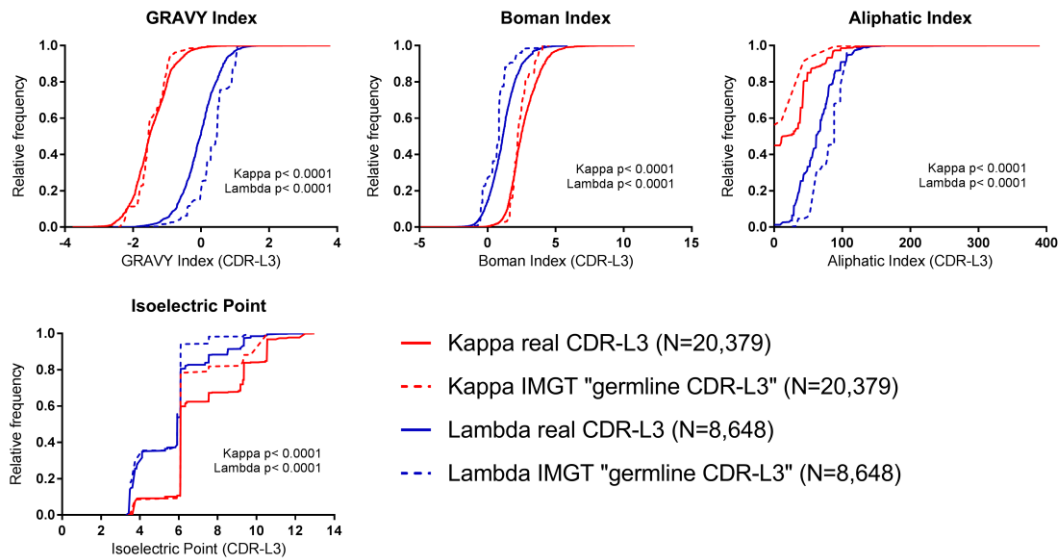 GRAVY Index
Relative frequency
1.0
0.8
0.6
0.4
0.2
0.0
Kappa p< 0.0001
Lambda p< 0.0001
-4 -2 0 2 4
GRAVY Index (CDR-L3)
Boman Index
Relative frequency
1.0
0.8
0.6
0.4
0.2
0.0
Kappa p< 0.0001
Lambda p< 0.0001
-5 0 5 10 15
Boman Index (CDR-L3)
Aliphatic Index
Relative frequency
1.0
0.8
0.6
0.4
0.2
0.0
Kappa p< 0.0001
Lambda p< 0.0001
0 100 200 300 400
Aliphatic Index (CDR-L3)
Isoelectric Point
Relative frequency
1.0
0.8
0.6
0.4
0.2
0.0
Kappa p< 0.0001
Lambda p< 0.0001
0 2 4 6 8 10 12 14
Isoelectric Point (CDR-L3)
Kappa real CDR-L3 (N=20,379)
Kappa IMGT "germline CDR-L3" (N=20,379)
Lambda real CDR-L3 (N=8,648)
Lambda IMGT "germline CDR-L3" (N=8,648)